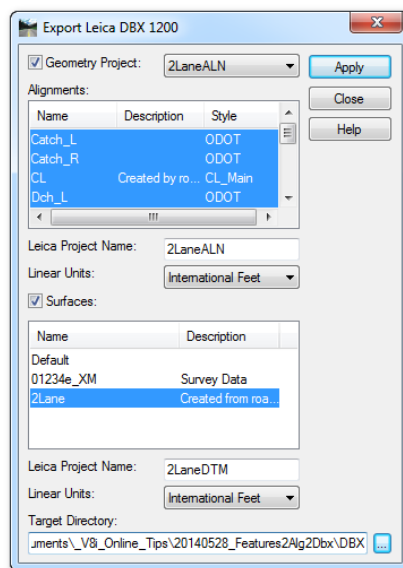 Export Leica DBX 1200
Geometry Project: 2LaneALN Apply
Alignments:
Close
Name Description Style
Help
Catch_L ODOT
Catch_R ODOT
CL Created by ro... CL_Main
Dch_L ODOT
Leica Project Name: 2LaneALN
Linear Units: International Feet
Surfaces:
Name Description
Default
01234e_XM Survey Data
2Lane Created from roa...
Leica Project Name: 2LaneDTM
Linear Units: International Feet
Target Directory:
uments\_V8i_Online_Tips\20140528_Features2Alg2Dbx\DBX ...